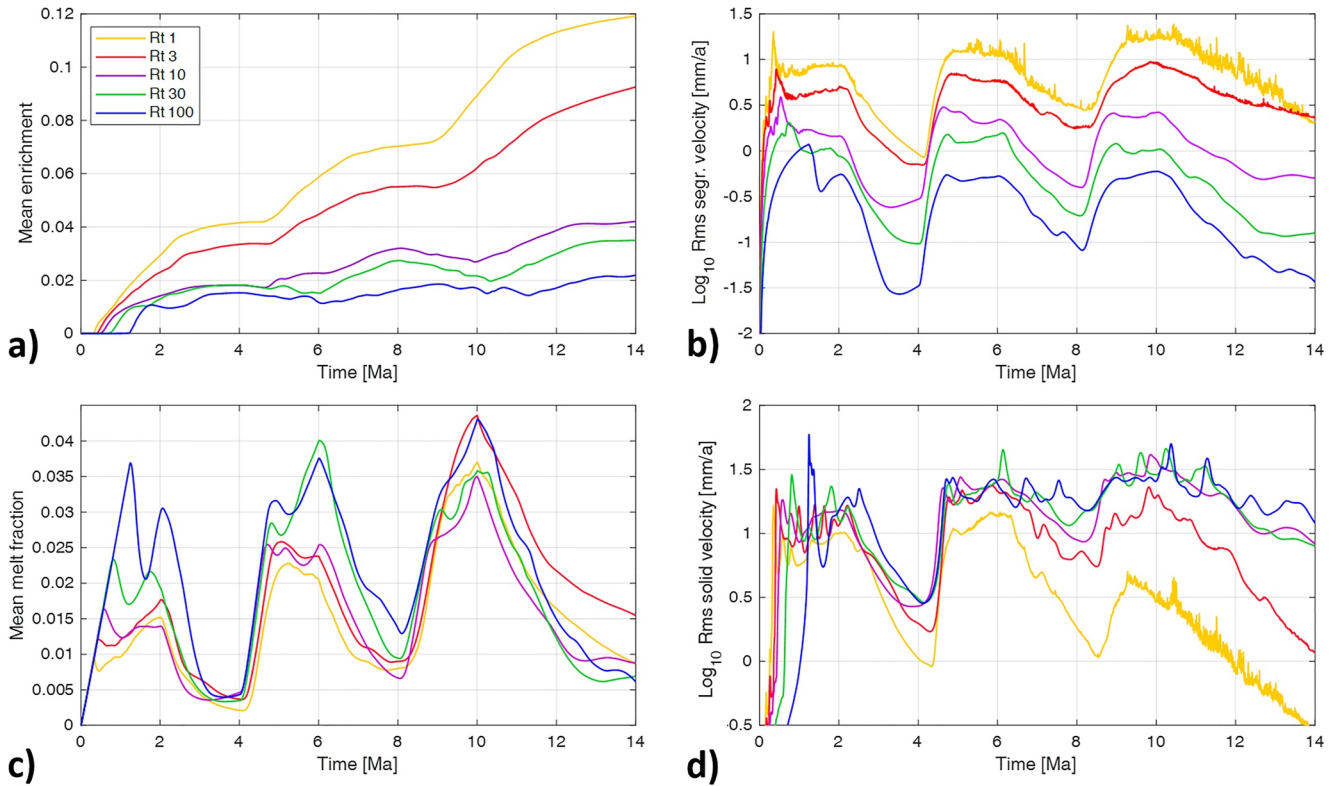 0.12
0.1
0.08
0.06
0.04
0.02
0
Mean enrichment
Rt 1
Rt 3
Rt 10
Rt 30
Rt 100
0 2 4 6 8 10 12 14
Time [Ma]
a)
1.5
1
0.5
0
-0.5
-1
-1.5
-2
Log10 Rms segr. velocity [mm/a]
0 2 4 6 8 10 12 14
Time [Ma]
b)
0.04
0.035
0.03
0.025
0.02
0.015
0.01
0.005
0
Mean melt fraction
0 2 4 6 8 10 12 14
Time [Ma]
c)
2
1.5
1
0.5
0
-0.5
Log10 Rms solid velocity [mm/a]
0 2 4 6 8 10 12 14
Time [Ma]
d)